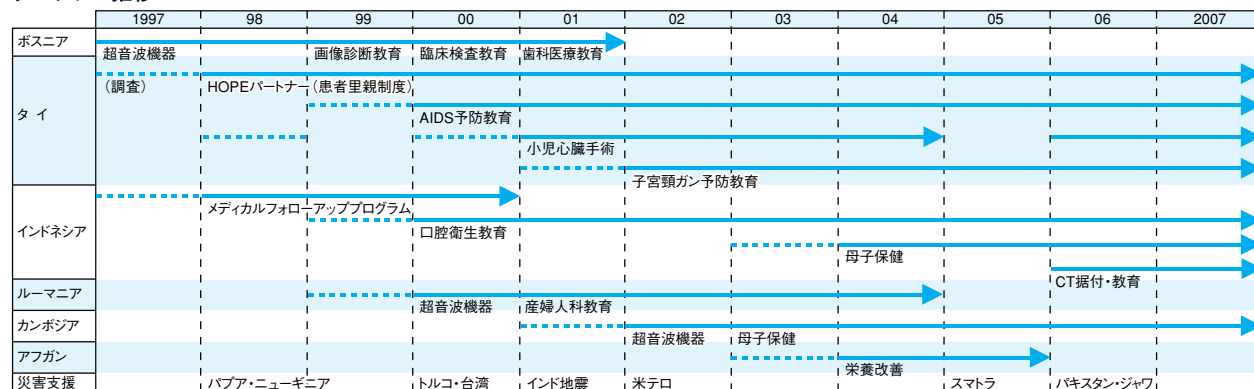 1997 98 99 00 01 02 03 04 05 06 2007
ボスニア
超音波機器 画像診断教育 臨床検査教育 歯科医療教育
タイ
(調査) HOPEパートナー(患者里親制度)
AIDS予防教育
小児心臓手術
子宮頸ガン予防教育
インドネシア
メディカルフォローアッププログラム
口腔衛生教育
母子保健
CT据付・教育
ルーマニア
超音波機器 産婦人科教育
カンボジア
超音波機器 母子保健
アフガン
栄養改善
災害支援 パプア・ニューギニア トルコ・台湾 インド地震 米テロ スマトラ パキスタン・ジャワ